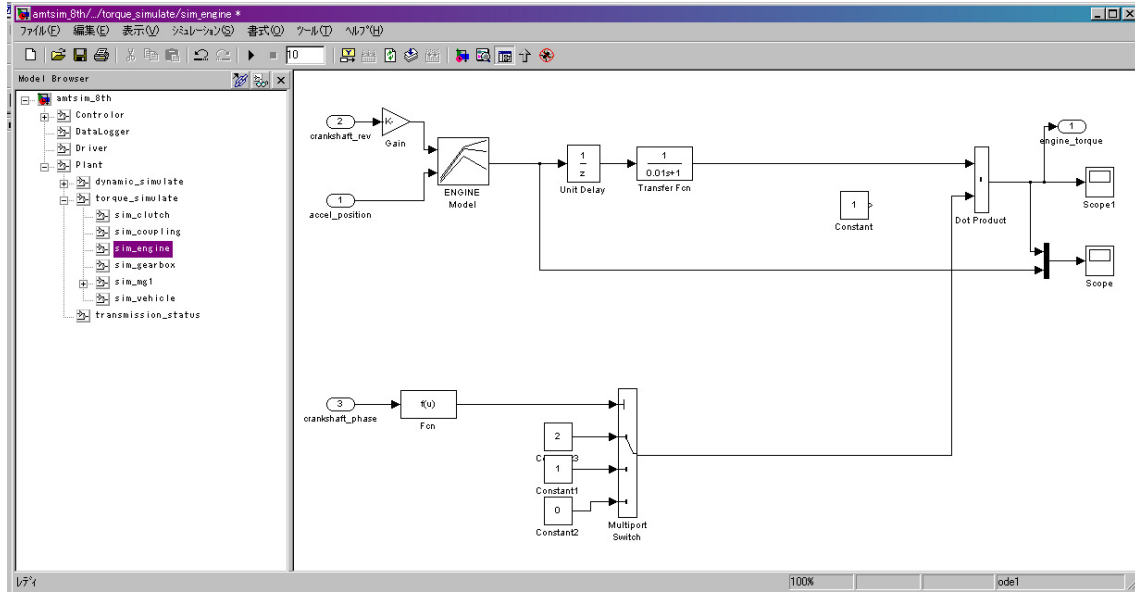 amtsim_8th/.../torque_simulate/sim_engine *
ファイル(F) 編集(E) 表示(V) シミュレーション(S) 書式(O) ツール(T) ヘルプ(H)
10
Model Browser
amtsim_8th
Controlor
DataLogger
Driver
Plant
dynamic_simulate
torque_simulate
sim_clutch
sim_coupling
sim_engine
sim_gearbox
sim_mg1
sim_vehicle
transmission_status
2
crankshaft_rev
K-
Gain
1
accel_position
ENGINE
Model
1
z
Unit Delay
1
0.01s+1
Transfer Fcn
1
Constant
Dot Product
1
engine_torque
Scope1
Scope
3
crankshaft_phase
f(u)
Fcn
2
1
Constant1
0
Constant2
Multiport
Switch
レディ
100%
ode1